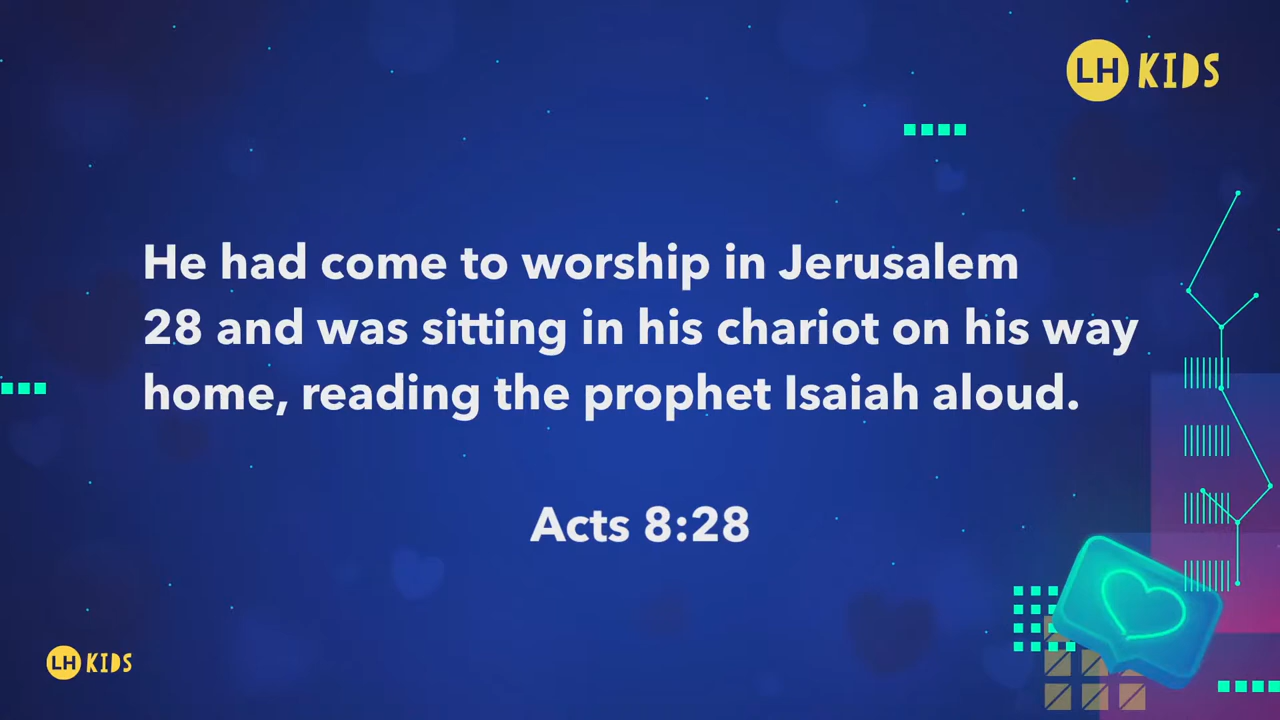 LH KIDS
He had come to worship in Jerusalem
28 and was sitting in his chariot on his way
home, reading the prophet Isaiah aloud.
Acts 8:28
LH KIDS